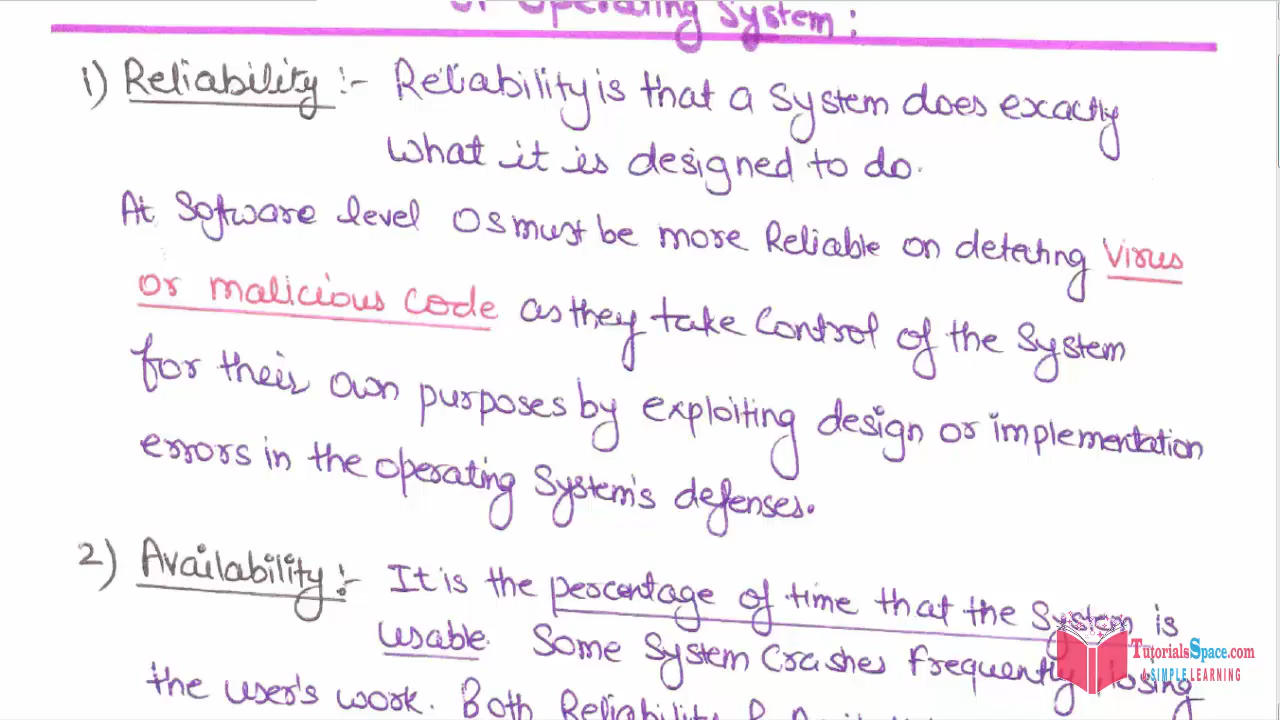 of Operating System:
1) Reliability :- Reliability is that a system does exactly
what it is designed to do.
At Software level OS must be more Reliable on detecting Virus
or malicious code as they take control of the System
for their own purposes by exploiting design or implementation
errors in the operating System's defenses.
2) Availability :- It is the percentage of time that the System is
usable. Some System Crashes frequently losing
the user's work. Both Reliability &
TutorialsSpace.com
A SIMPLE LEARNING